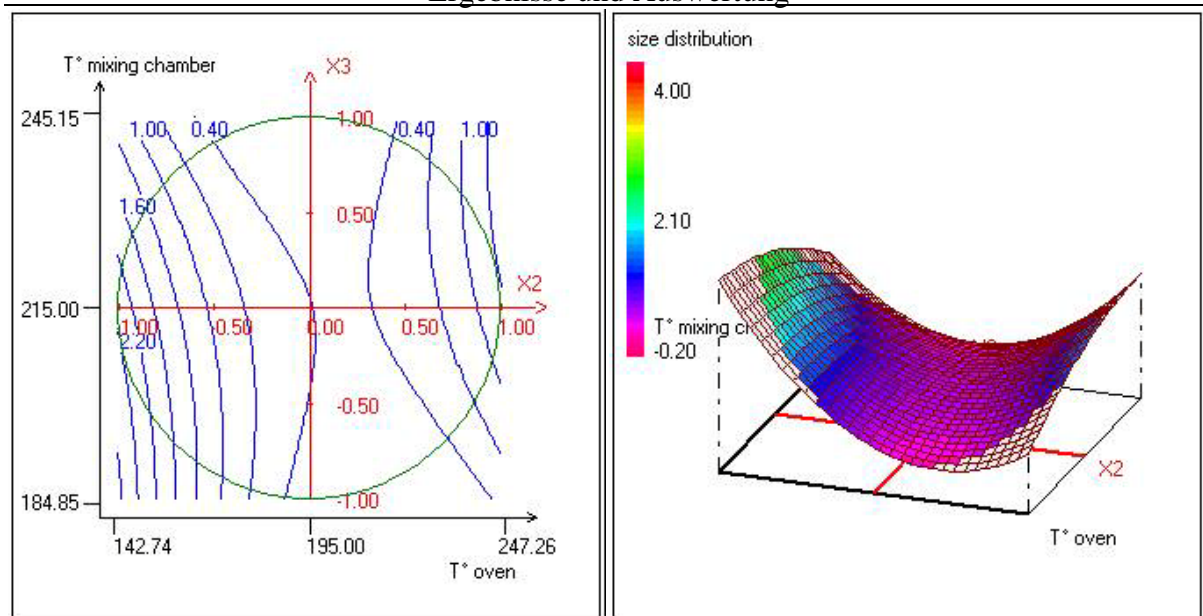 Ergebnisse und Auswertung
T° mixing chamber
X3
245.15
1.00 0.40 1.00 0.40 1.00
1.60
0.50
X2
215.00
1.00 0.50 0.00 0.50 1.00
2.20
-0.50
184.85
-1.00
142.74 195.00 247.26
T° oven
size distribution
4.00
2.10
T° mixing c
-0.20
X2
T° oven